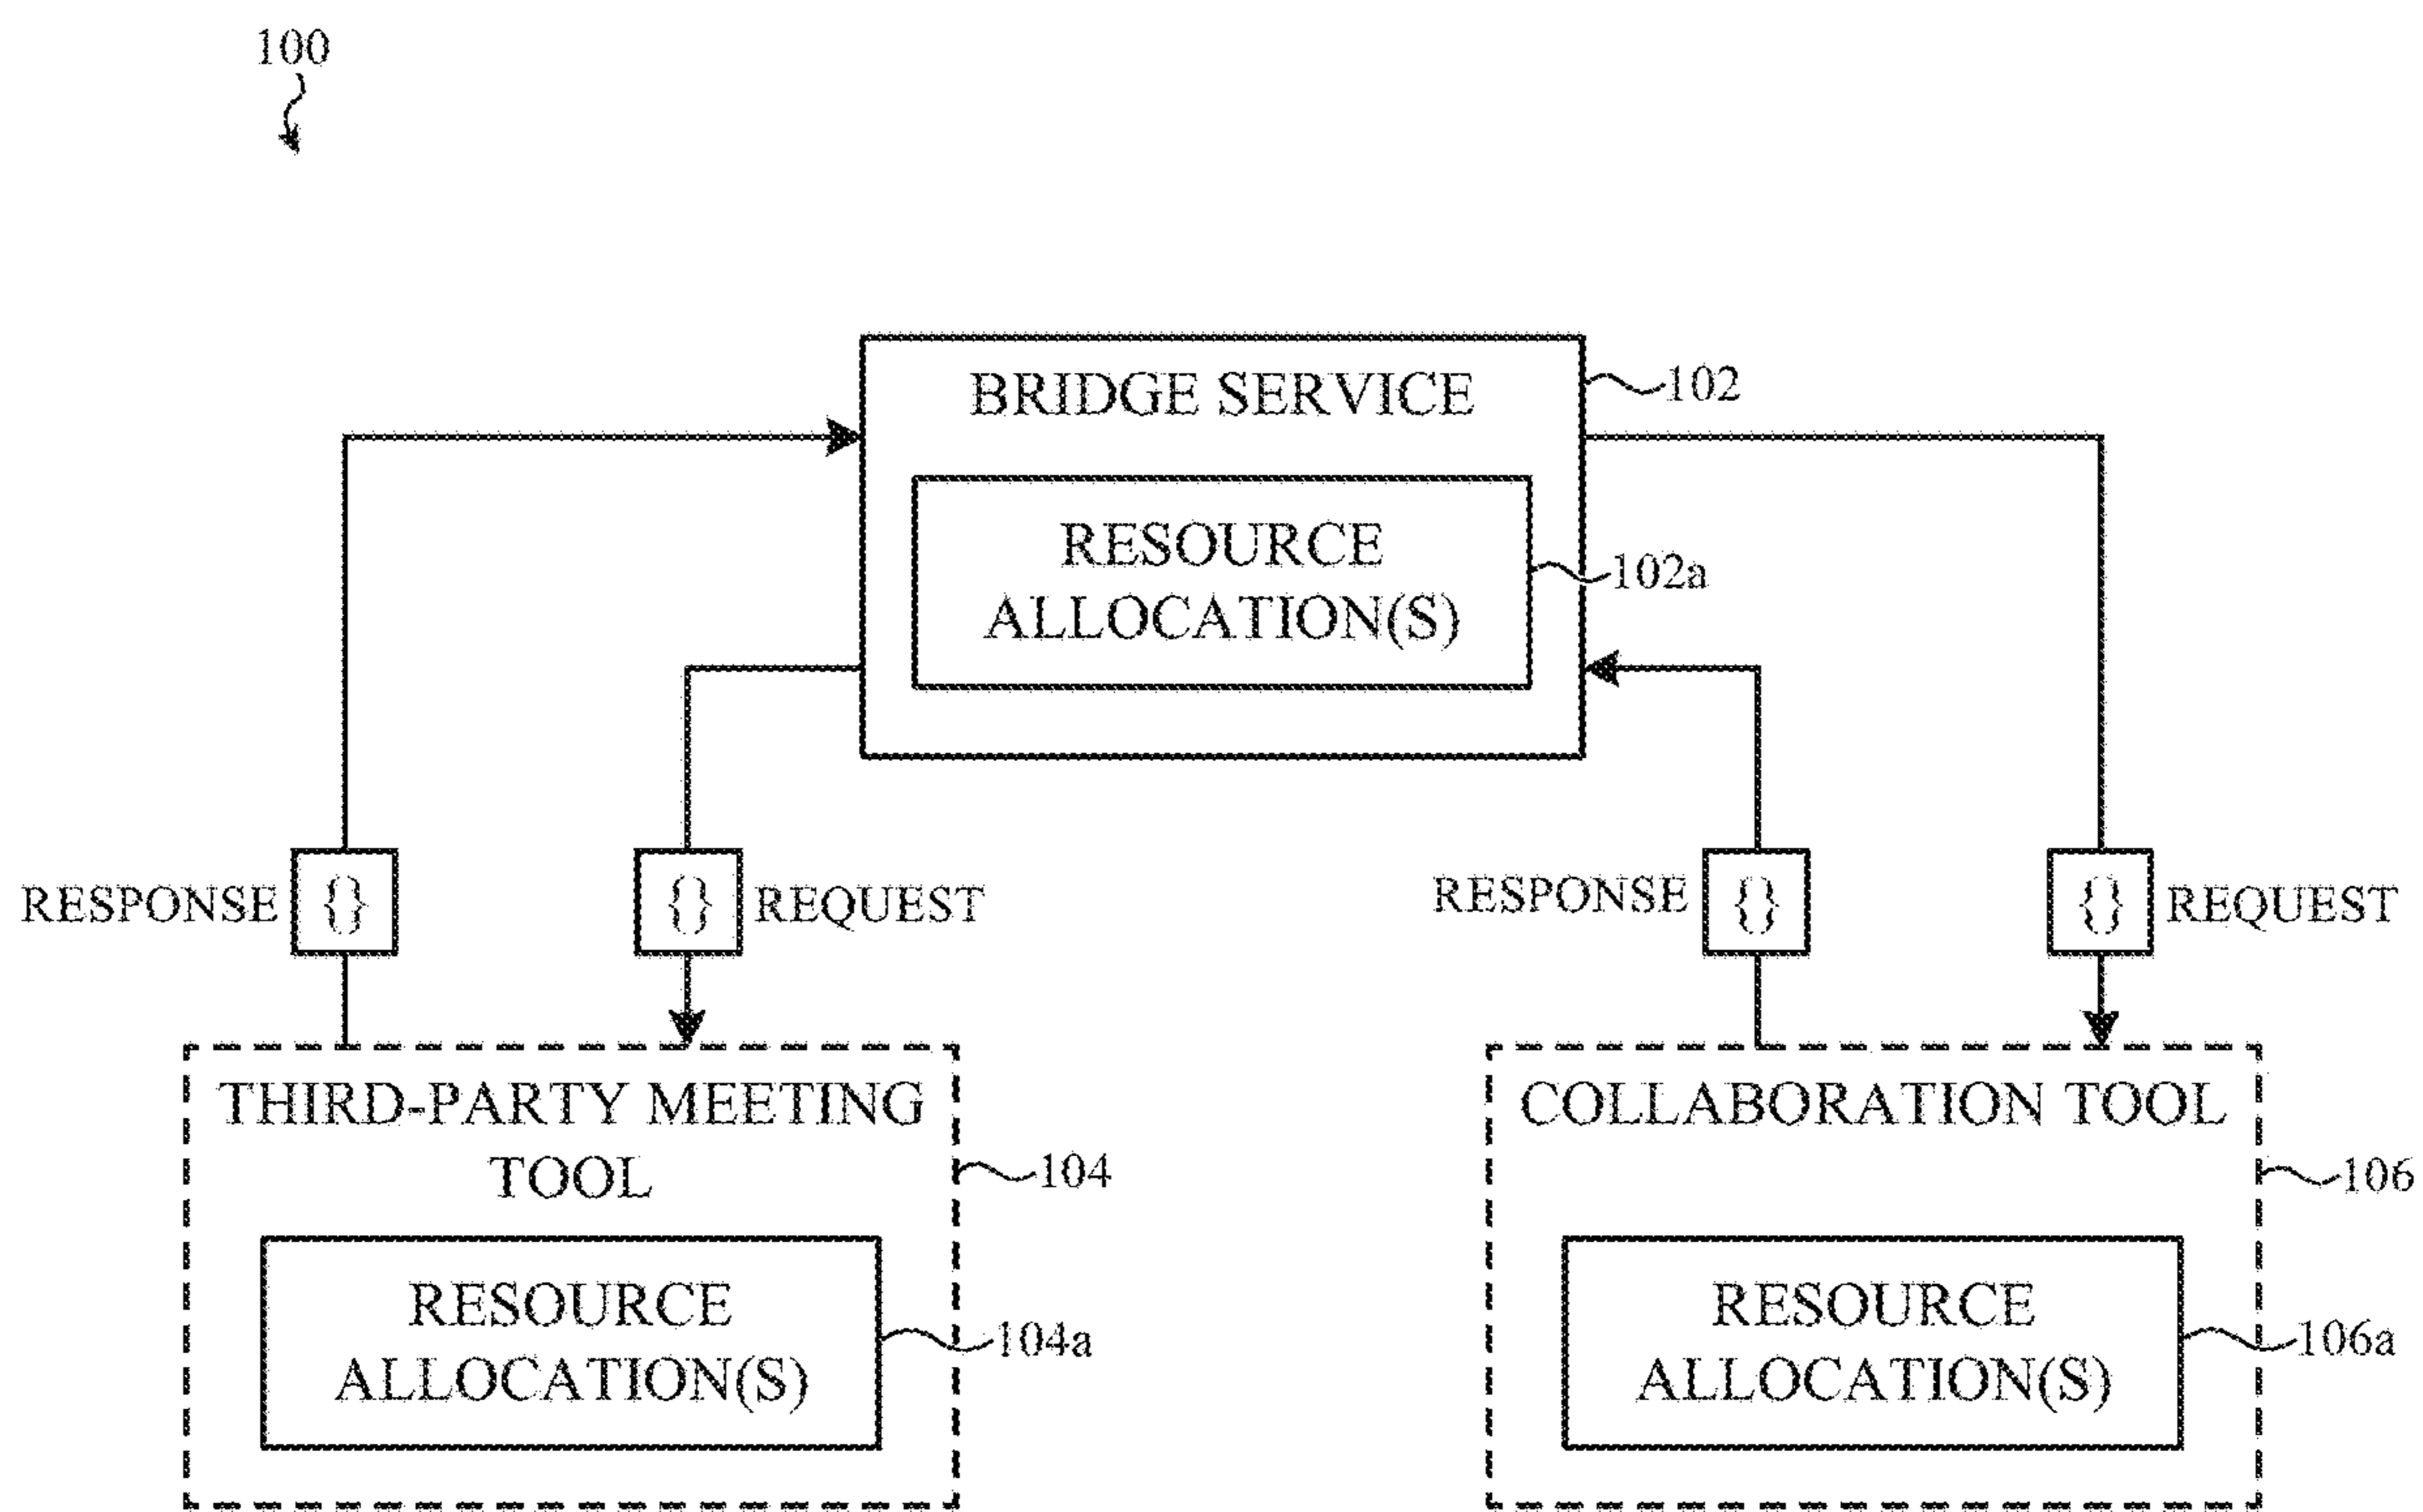 100
BRIDGE SERVICE
102
RESOURCE
ALLOCATION(S)
102a
RESPONSE
{}
{}
REQUEST
RESPONSE
{}
{}
REQUEST
THIRD-PARTY MEETING
TOOL
104
RESOURCE
ALLOCATION(S)
104a
COLLABORATION TOOL
106
RESOURCE
ALLOCATION(S)
106a